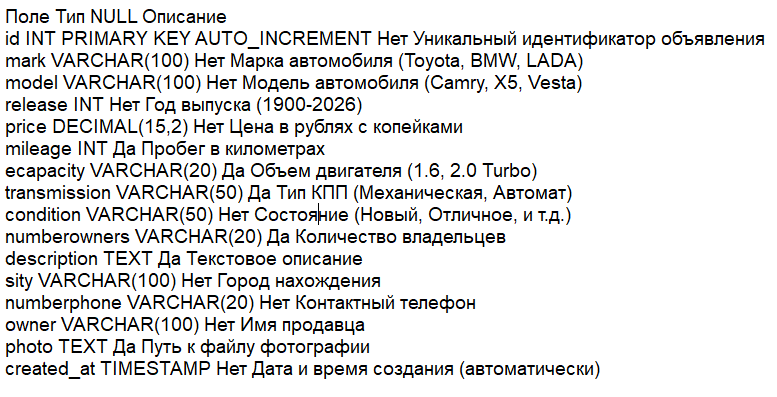 Поле Тип NULL Описание
id INT PRIMARY KEY AUTO_INCREMENT Нет Уникальный идентификатор объявления
mark VARCHAR(100) Нет Марка автомобиля (Toyota, BMW, LADA)
model VARCHAR(100) Нет Модель автомобиля (Camry, X5, Vesta)
release INT Нет Год выпуска (1900-2026)
price DECIMAL(15,2) Нет Цена в рублях с копейками
mileage INT Да Пробег в километрах
ecapacity VARCHAR(20) Да Объем двигателя (1.6, 2.0 Turbo)
transmission VARCHAR(50) Да Тип КПП (Механическая, Автомат)
condition VARCHAR(50) Нет Состояние (Новый, Отличное, и т.д.)
numberowners VARCHAR(20) Да Количество владельцев
description TEXT Да Текстовое описание
sity VARCHAR(100) Нет Город нахождения
numberphone VARCHAR(20) Нет Контактный телефон
owner VARCHAR(100) Нет Имя продавца
photo TEXT Да Путь к файлу фотографии
created_at TIMESTAMP Нет Дата и время создания (автоматически)